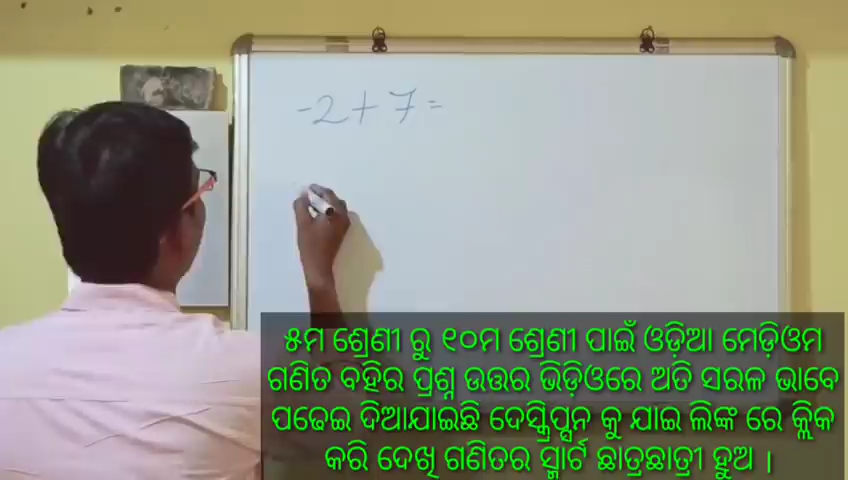 -2 + 7 =
୫ମ ଶ୍ରେଣୀ ରୁ ୧୦ମ ଶ୍ରେଣୀ ପାଇଁ ଓଡ଼ିଆ ମେଡ଼ିଓମ
ଗଣିତ ବହିର ପ୍ରଶ୍ନ ଉତ୍ତର ଭିଡ଼ିଓରେ ଅତି ସରଳ ଭାବେ
ପଢେଇ ଦିଆଯାଇଛି ଦେସ୍କ୍ରିପ୍ସନ କୁ ଯାଇ ଲିଙ୍କ ରେ କ୍ଲିକ
କରି ଦେଖି ଗଣିତର ସ୍ମାର୍ଟ ଛାତ୍ରଛାତ୍ରୀ ହୁଅ ।